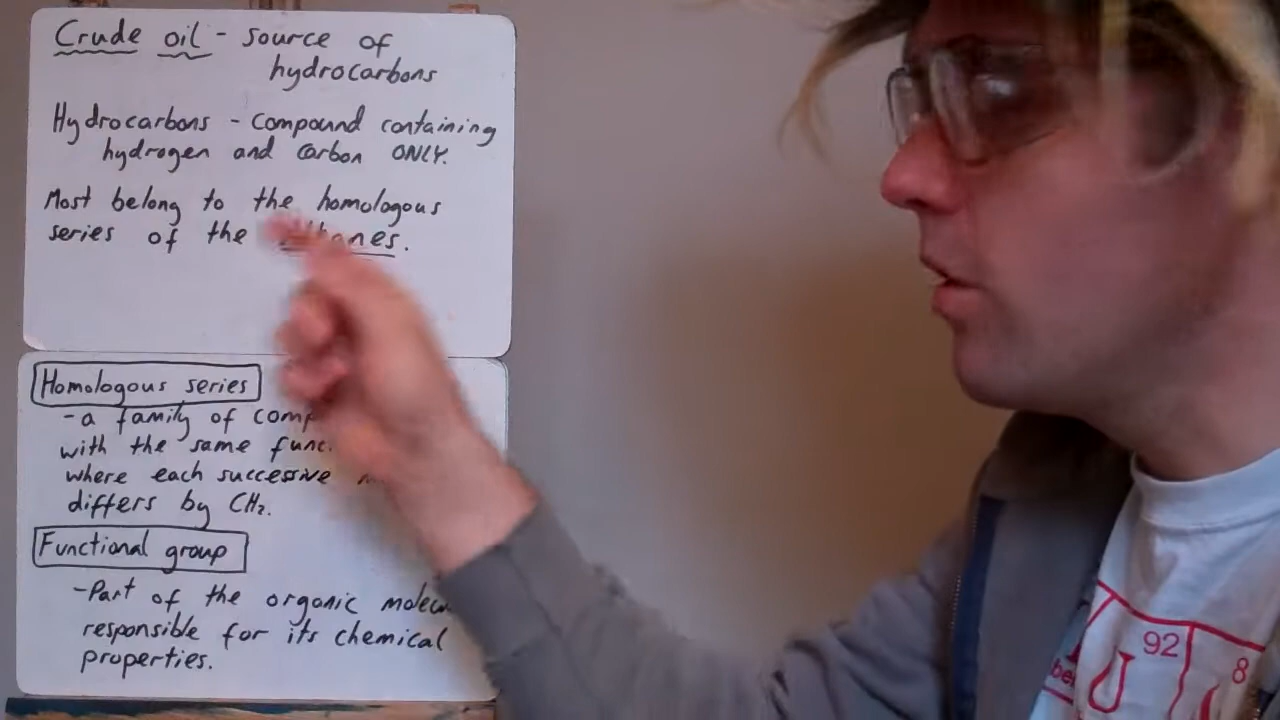 Crude oil - source of
hydrocarbons
Hydrocarbons - compound containing
hydrogen and carbon ONLY.
Most belong to the homologous
series of the
Homologous series
- a family of
with the same
where each successive
differs by CH₂.
Functional group
- Part of the organic
responsible for its chemical
properties.
92
U
8